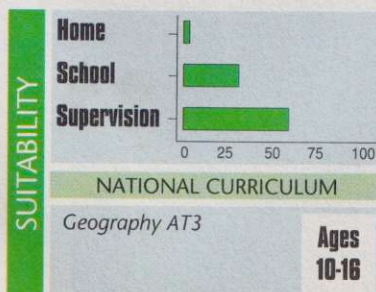 SUITABILITY
Home
School
Supervision
0 25 50 75 100
NATIONAL CURRICULUM
Geography AT3
Ages
10-16